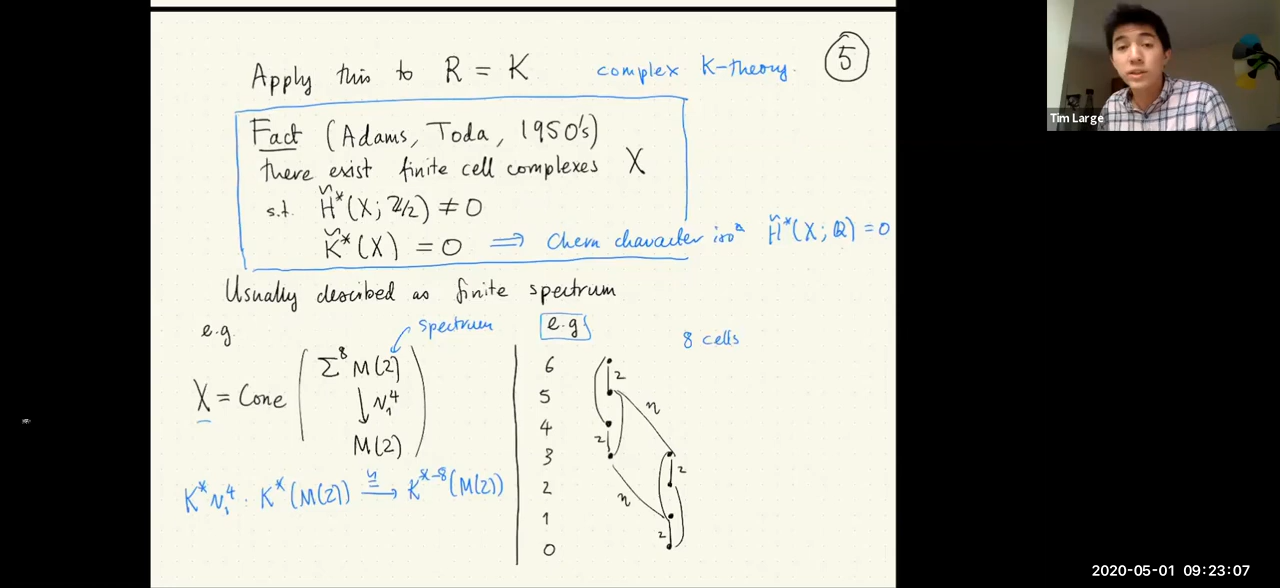 Apply this to R = K complex K-theory. 5
Fact (Adams, Toda, 1950's)
there exist finite cell complexes X
s.t. H̃*(X; ℤ/2) ≠ 0
K̃*(X) = 0 ⟹ Chern character isoⁿ H̃*(X; ℚ) = 0
Usually described as finite spectrum
e.g.
spectrum
X = Cone ( Σ⁸ M(2) ↓ v₁⁴ M(2) )
K* v₁⁴ : K*(M(2)) ≅→ K*⁻⁸(M(2))
e.g
8 cells
6
5
4
3
2
1
0
2
2
η
2
η
2
Tim Large
2020-05-01 09:23:07